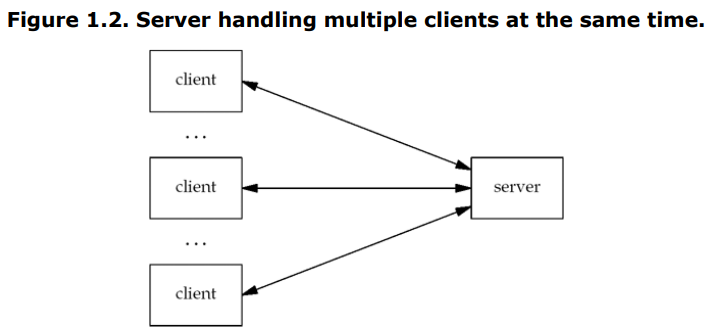 Figure 1.2. Server handling multiple clients at the same time.
client
...
client
server
...
client